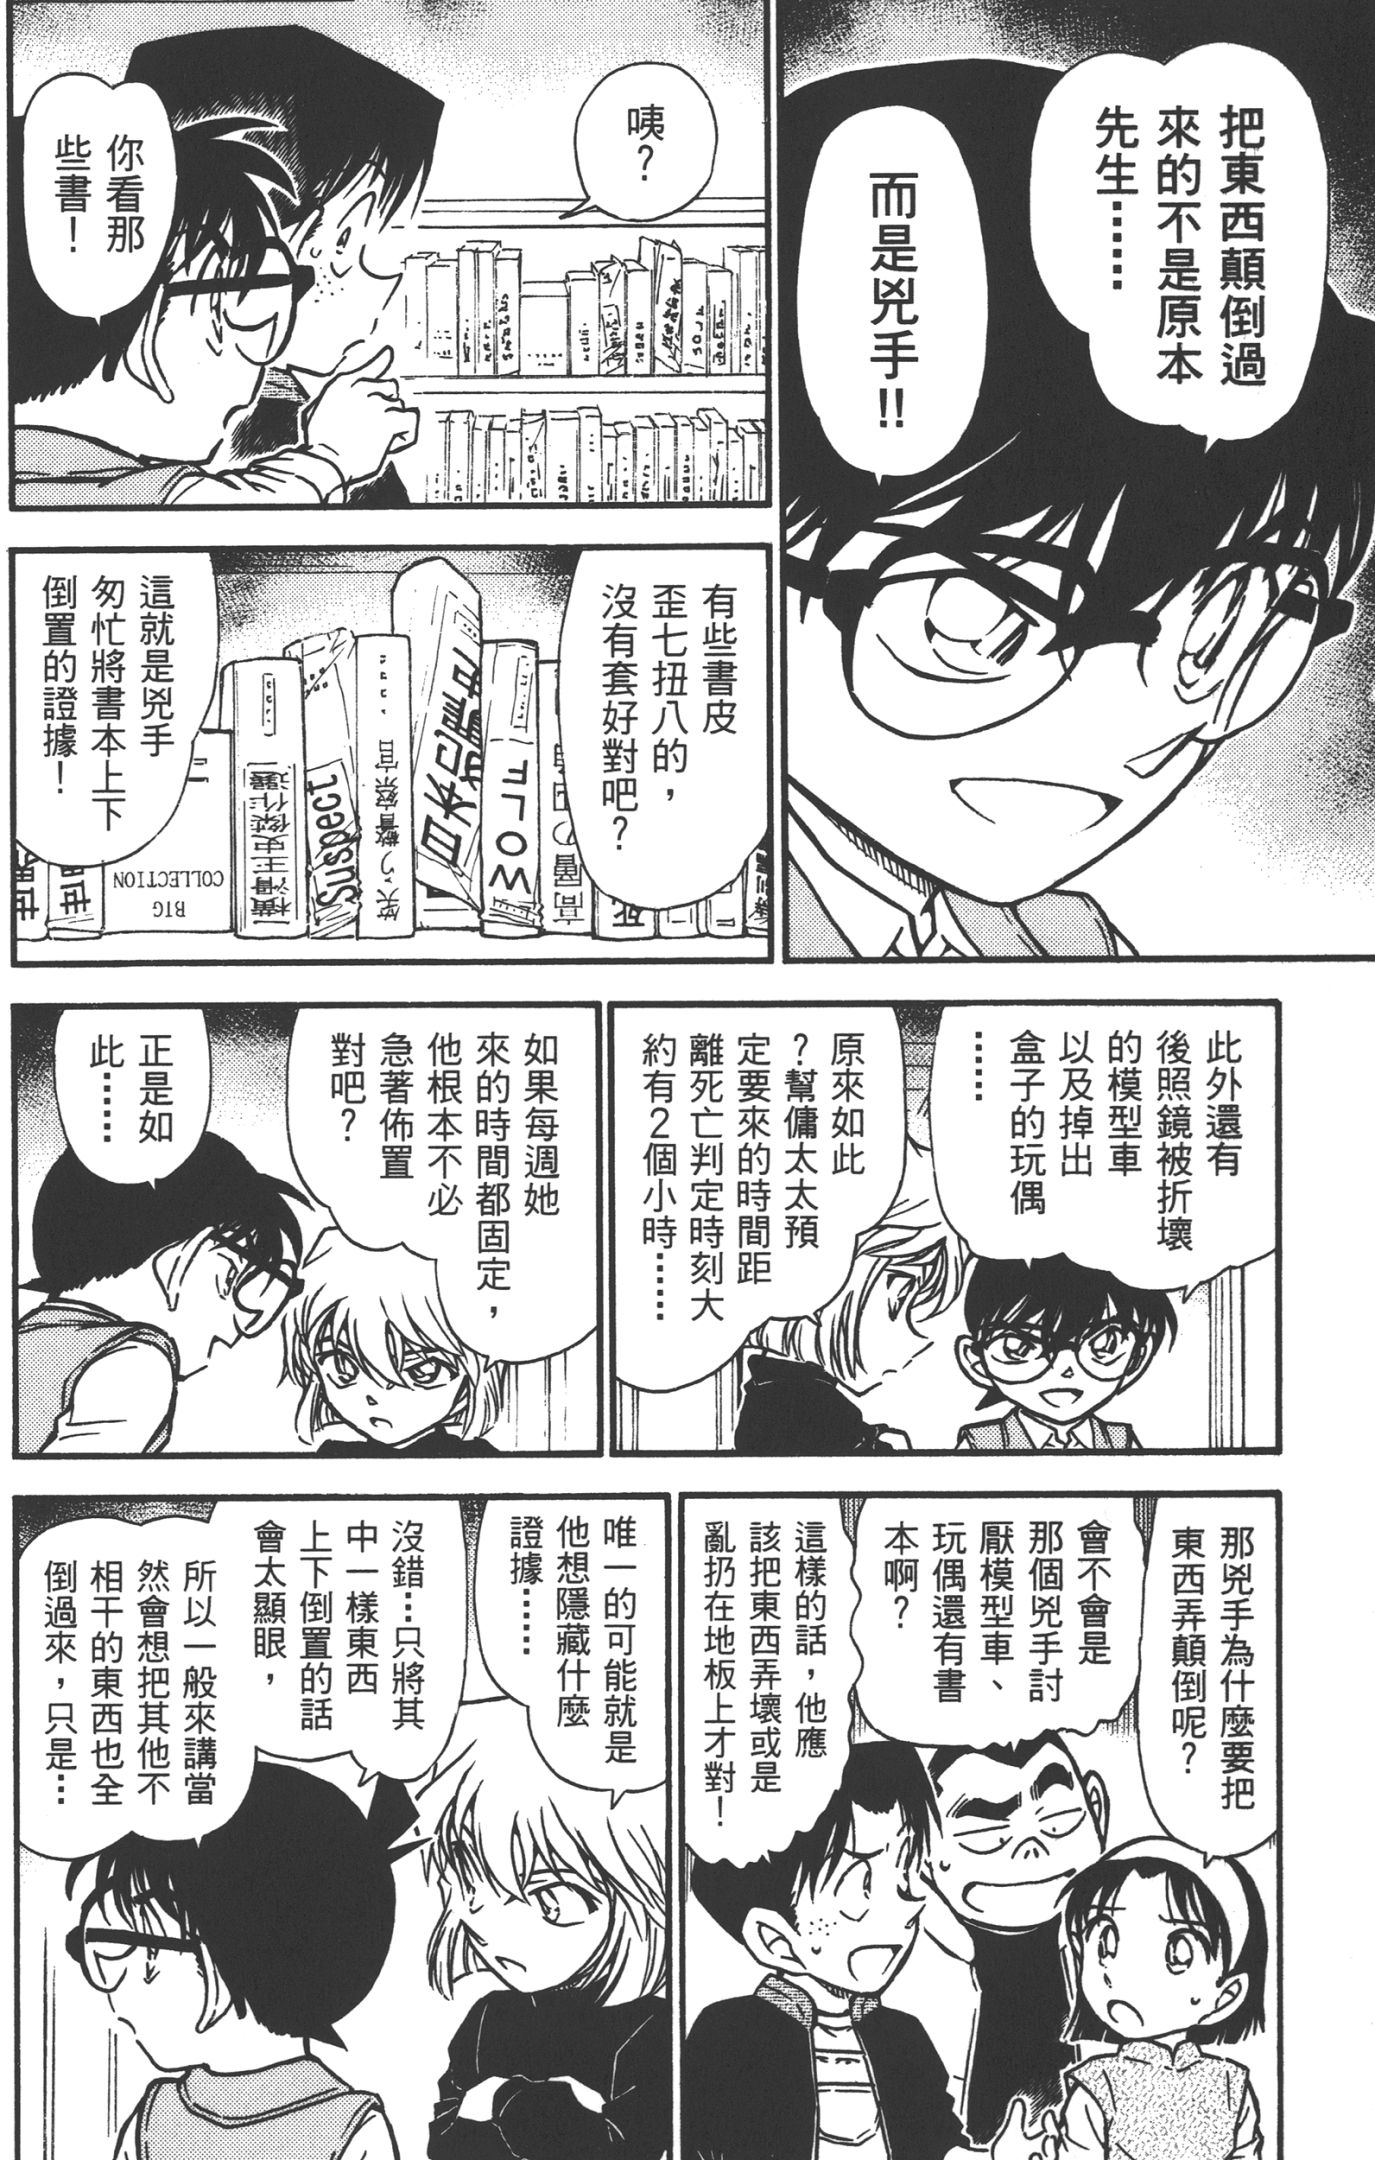 把東西顛倒過
來的不是原本
先生……
而是兇手!!
咦?
你看那
些書!
有些書皮
歪七扭八的,
沒有套好對吧?
這就是兇手
匆忙將書本上下
倒置的證據!
BIG
COLLECTION
橫溝正史傑作選
Suspect
笑う警察官
FLOW
此外還有
後照鏡被折壞
的模型車
以及掉出
盒子的玩偶
……
原來如此
?幫傭太太預
定要來的時間距
離死亡判定時刻大
約有2個小時……
如果每週她
來的時間都固定,
他根本不必
急著佈置
對吧?
正是如
此……
那兇手為什麼要把
東西弄顛倒呢?
會不會是
那個兇手討
厭模型車、
玩偶還有書
本啊?
這樣的話,他應
該把東西弄壞或是
亂扔在地板上才對!
唯一的可能就是
他想隱藏什麼
證據……
沒錯…只將其
中一樣東西
上下倒置的話
會太顯眼,
所以一般來講當
然會想把其他不
相干的東西也全
倒過來,只是…